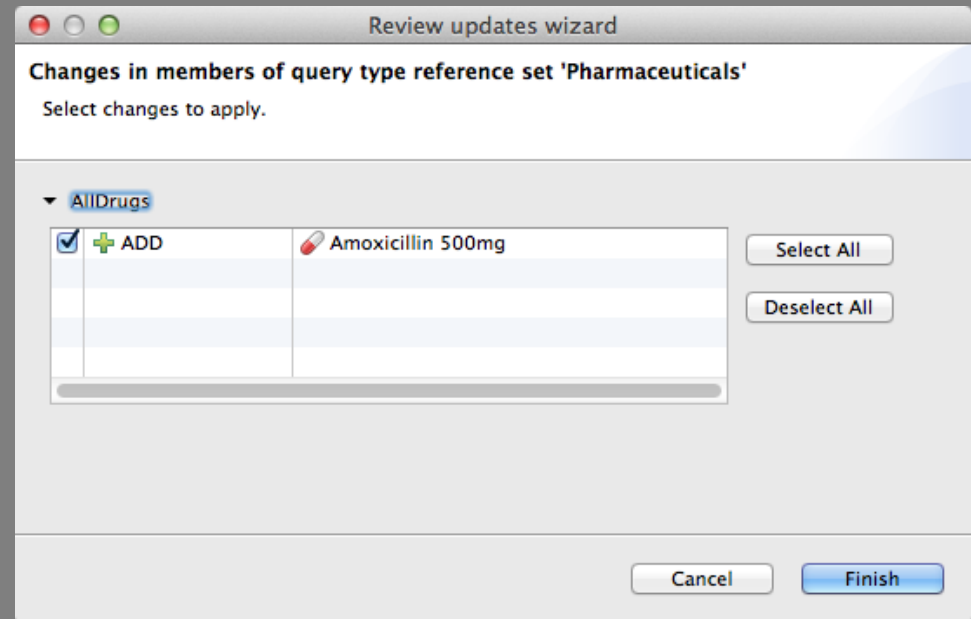 Review updates wizard
Changes in members of query type reference set 'Pharmaceuticals'
Select changes to apply.
AllDrugs
ADD Amoxicillin 500mg
Select All
Deselect All
Cancel Finish